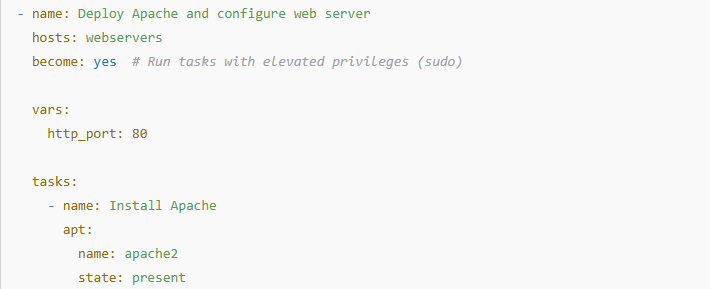 - name: Deploy Apache and configure web server
  hosts: webservers
  become: yes  # Run tasks with elevated privileges (sudo)

  vars:
    http_port: 80

  tasks:
    - name: Install Apache
      apt:
        name: apache2
        state: present